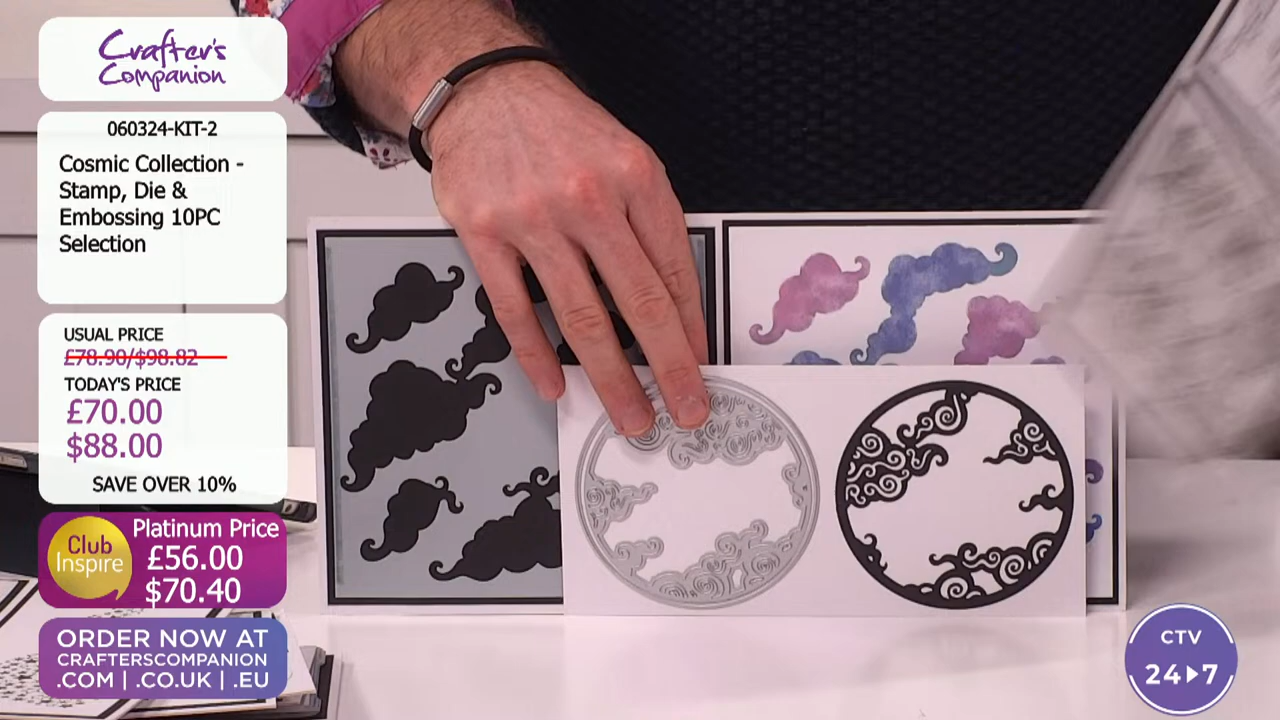 Crafter's
Companion
060324-KIT-2
Cosmic Collection -
Stamp, Die &
Embossing 10PC
Selection
USUAL PRICE
£78.90/$98.82
TODAY'S PRICE
£70.00
$88.00
SAVE OVER 10%
Club
Inspire
Platinum Price
£56.00
$70.40
ORDER NOW AT
CRAFTERSCOMPANION
.COM | .CO.UK | .EU
CTV
24▶7